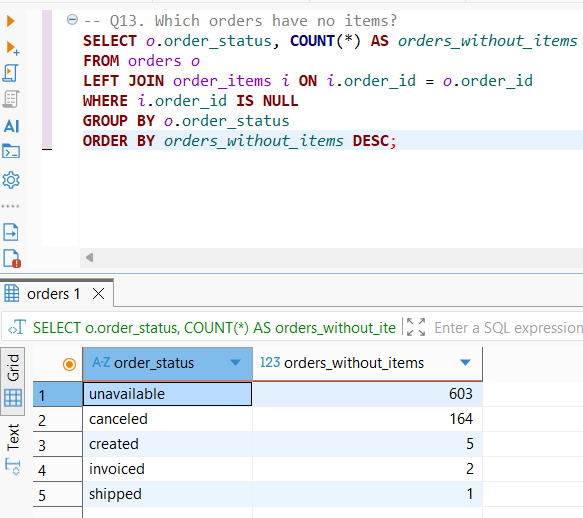 -- Q13. Which orders have no items?
SELECT o.order_status, COUNT(*) AS orders_without_items
FROM orders o
LEFT JOIN order_items i ON i.order_id = o.order_id
WHERE i.order_id IS NULL
GROUP BY o.order_status
AI
ORDER BY orders_without_items DESC;
orders 1
SELECT o.order_status, COUNT(*) AS orders_without_ite Enter a SQL expression
Grid
Text
A-Z order_status 123 orders_without_items
1 unavailable 603
2 canceled 164
3 created 5
4 invoiced 2
5 shipped 1